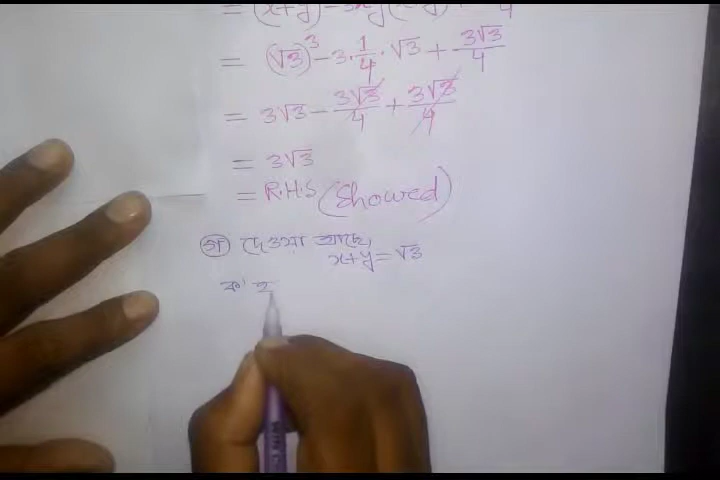 = (√3)³ - 3·1/4·√3 + 3√3/4
= 3√3 - 3√3/4 + 3√3/4
= 3√3
= R.H.S (Showed)
গ) দেওয়া আছে,
x+y = √3
ক' হ